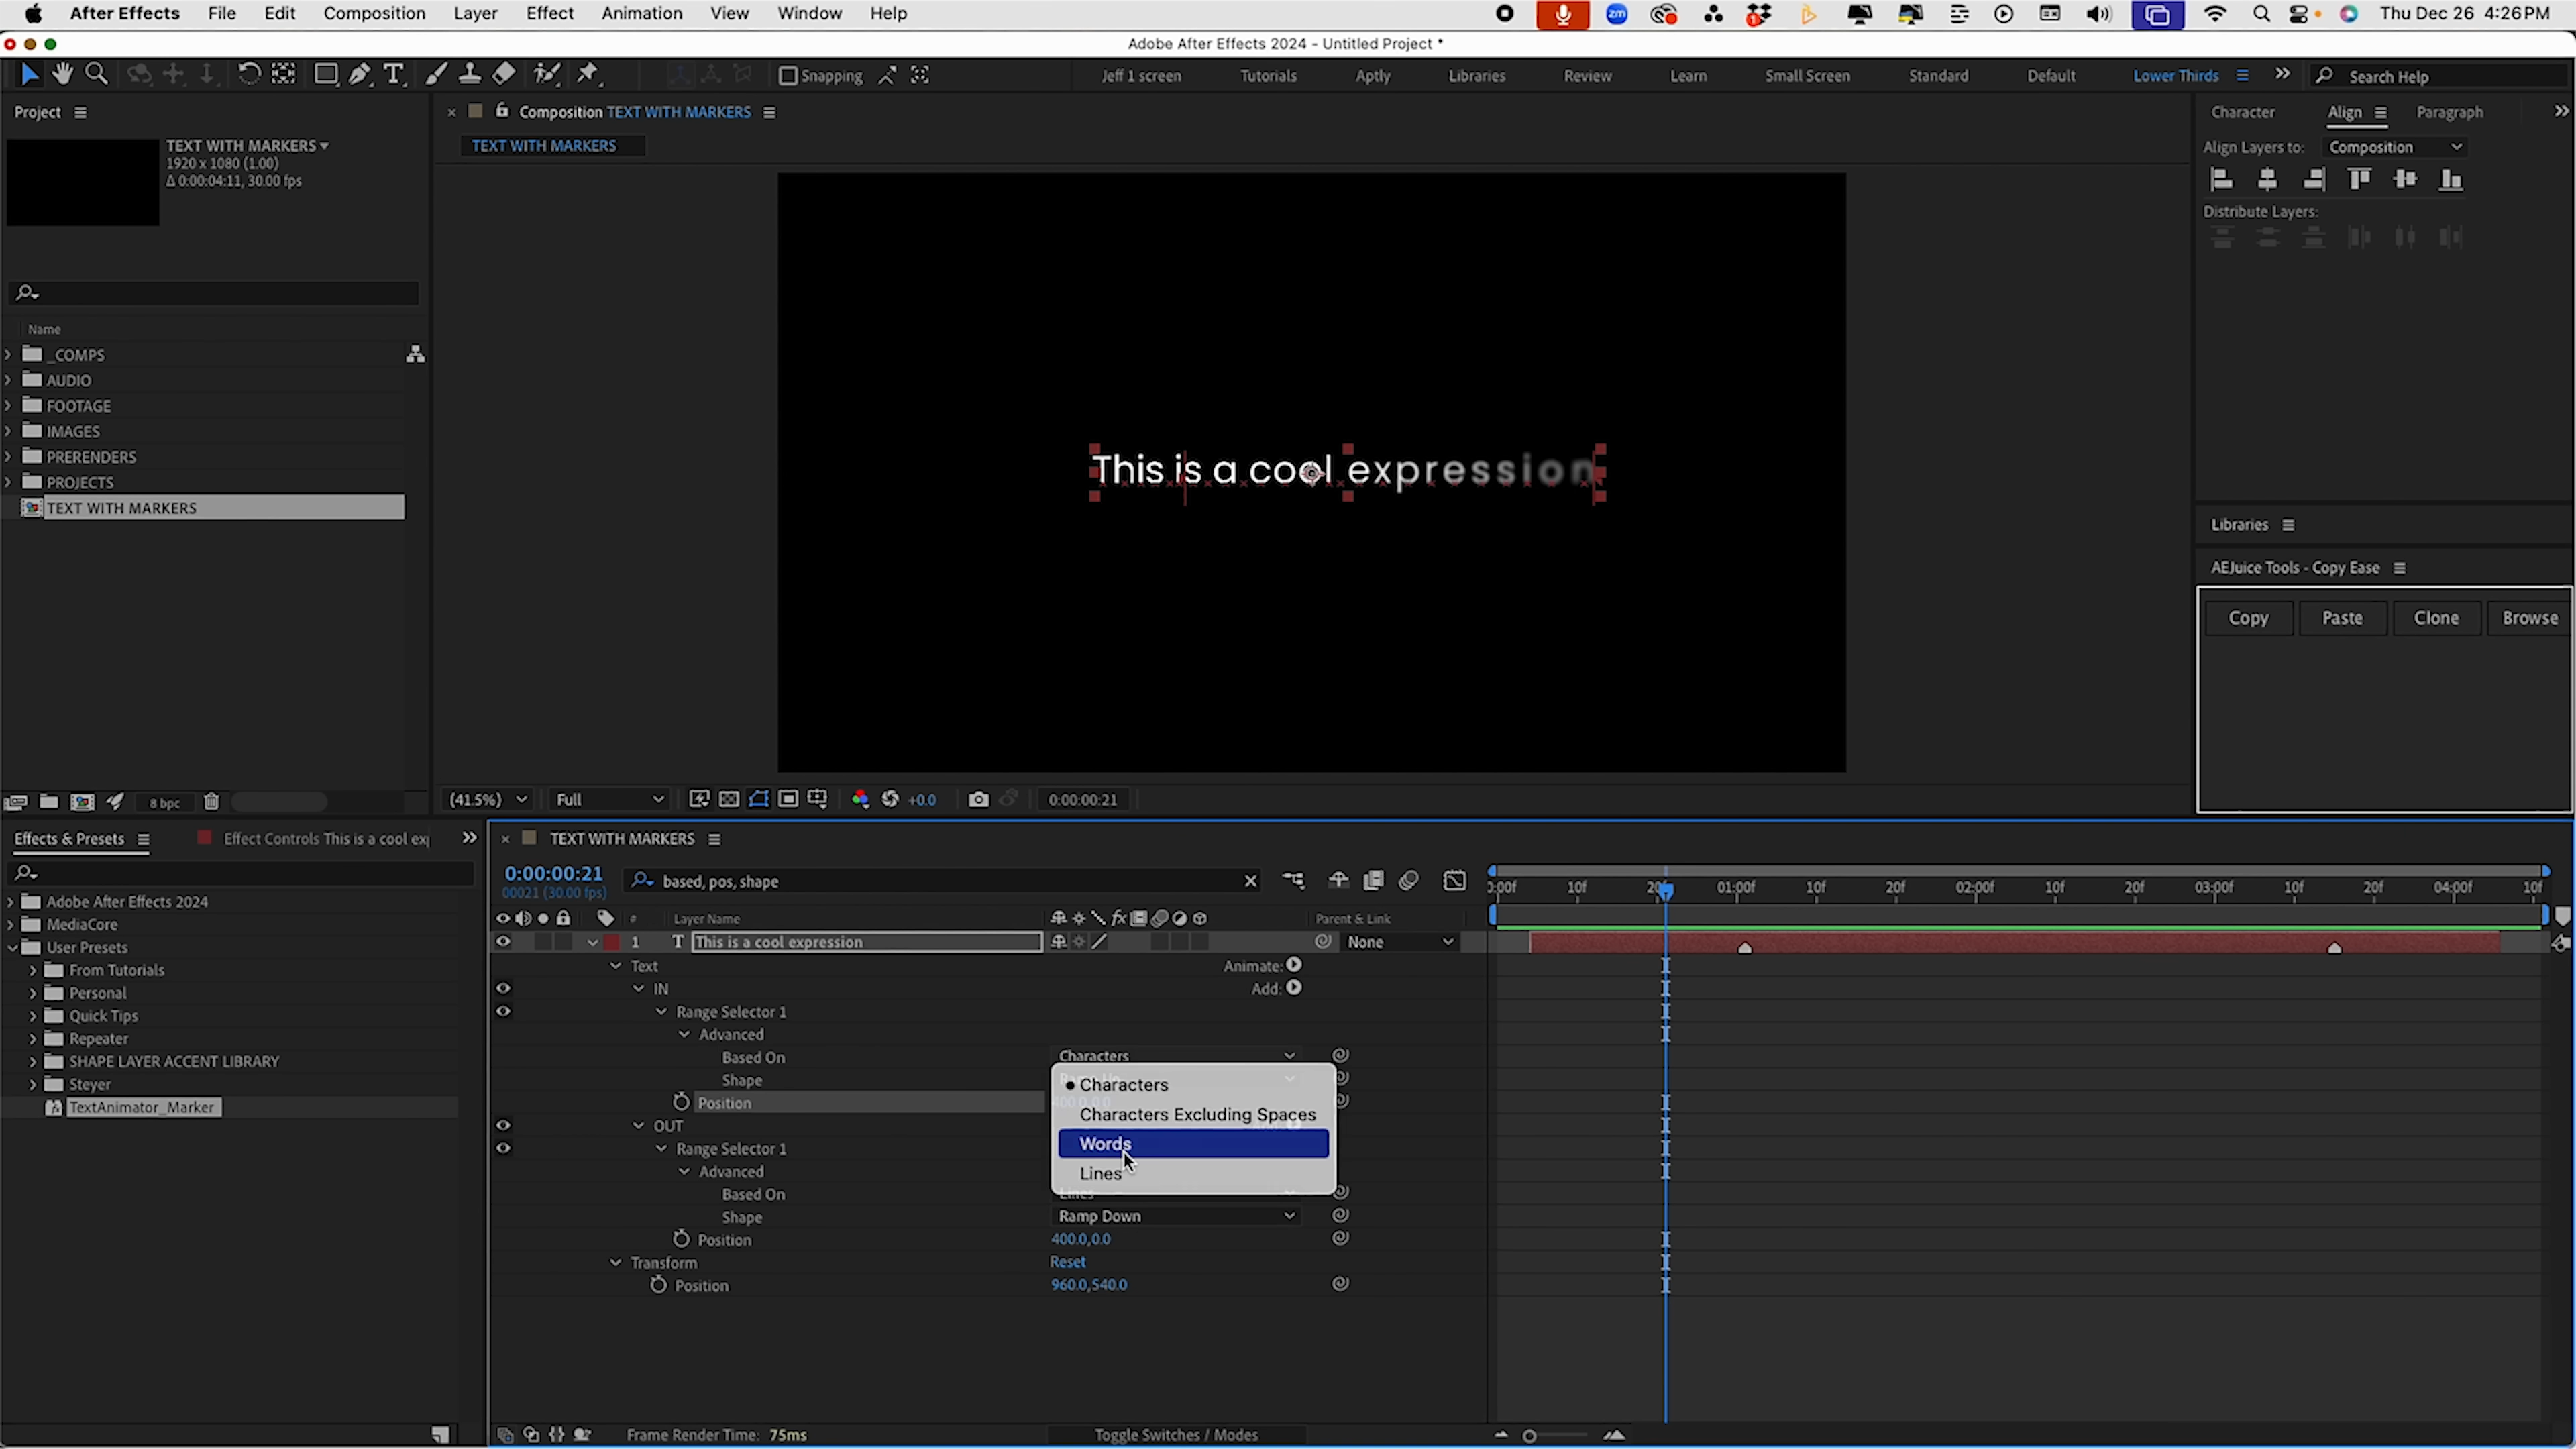 After Effects File Edit Composition Layer Effect Animation View Window Help Thu Dec 26 4:26 PM
Adobe After Effects 2024 - Untitled Project *
Snapping Jeff 1 screen Tutorials Aptly Libraries Review Learn Small Screen Standard Default Lower Thirds Search Help
Project
TEXT WITH MARKERS
1920 x 1080 (1.00)
Δ 0:00:04:11, 30.00 fps
Name
_COMPS
AUDIO
FOOTAGE
IMAGES
PRERENDERS
PROJECTS
TEXT WITH MARKERS
8 bpc
Composition TEXT WITH MARKERS
TEXT WITH MARKERS
This is a cool expression
(41.5%) Full +0.0 0:00:00:21
Character Align Paragraph
Align Layers to: Composition
Distribute Layers:
Libraries
AEJuice Tools - Copy Ease
Copy Paste Clone Browse
Effects & Presets Effect Controls This is a cool exp
Adobe After Effects 2024
MediaCore
User Presets
From Tutorials
Personal
Quick Tips
Repeater
SHAPE LAYER ACCENT LIBRARY
Steyer
TextAnimator_Marker
TEXT WITH MARKERS
0:00:00:21
00021 (30.00 fps)
based, pos, shape
:00f 10f 20f 01:00f 10f 20f 02:00f 10f 20f 03:00f 10f 20f 04:00f 10f
# Layer Name fx Parent & Link
1 T This is a cool expression None
Text Animate:
IN Add:
Range Selector 1
Advanced
Based On Characters
Shape
Position
Characters
Characters Excluding Spaces
Words
Lines
OUT
Range Selector 1
Advanced
Based On Lines
Shape Ramp Down
Position 400.0,0.0
Transform Reset
Position 960.0,540.0
Frame Render Time: 75ms Toggle Switches / Modes